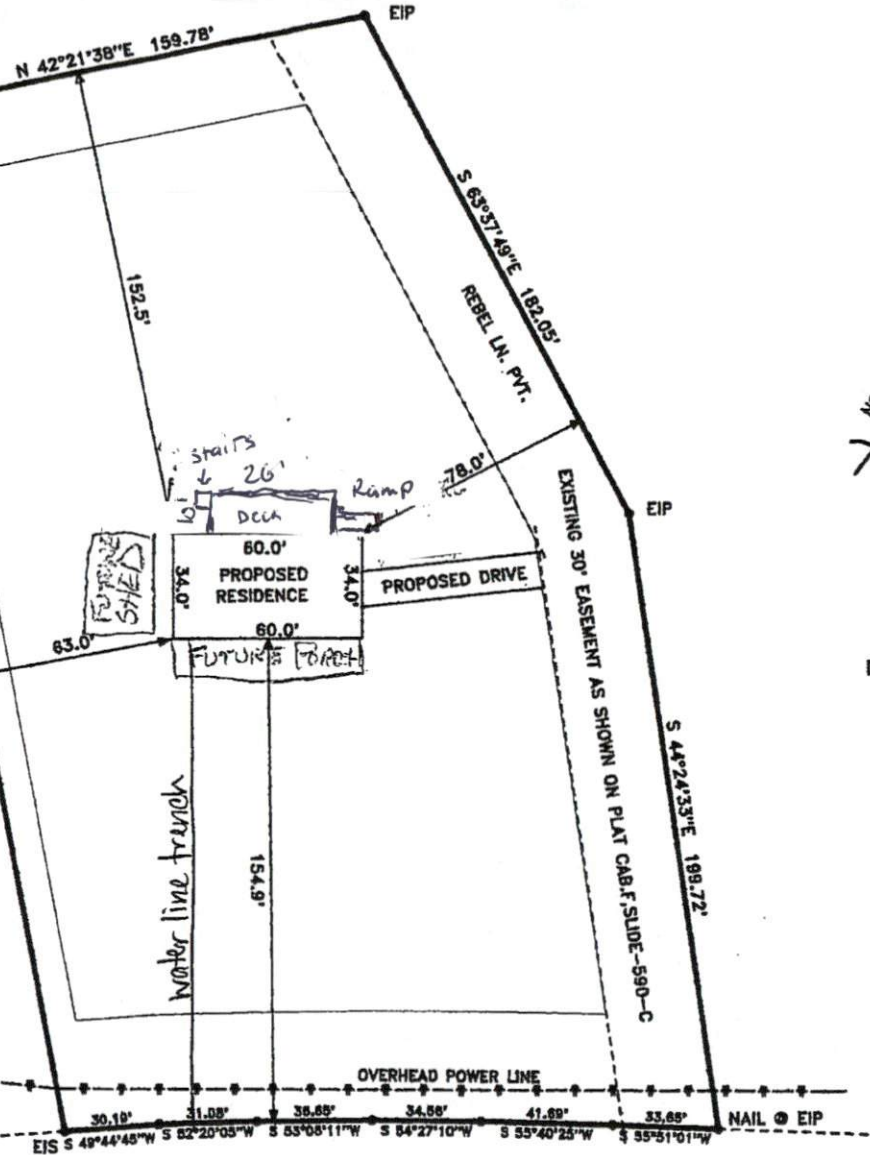 EIP
N 42°21'38"E 159.78'
S 63°37'49"E 182.05'
152.5'
REBEL LN. PVT.
stairs
26'
Ramp
78.0'
10'
Deck
EIP
60.0'
FUTURE
SHED
34.0'
PROPOSED
RESIDENCE
34.0'
PROPOSED DRIVE
EXISTING 30' EASEMENT AS SHOWN ON PLAT CAB.F,SLIDE-590-C
63.0'
60.0'
FUTURE PORCH
S 44°24'33"E 199.72'
water line trench
154.9'
OVERHEAD POWER LINE
30.19' 31.08' 36.65' 34.56' 41.69' 33.65' NAIL @ EIP
EIS S 49°44'45"W S 52°20'05"W S 53°08'11"W S 54°27'10"W S 55°40'25"W S 55°51'01"W